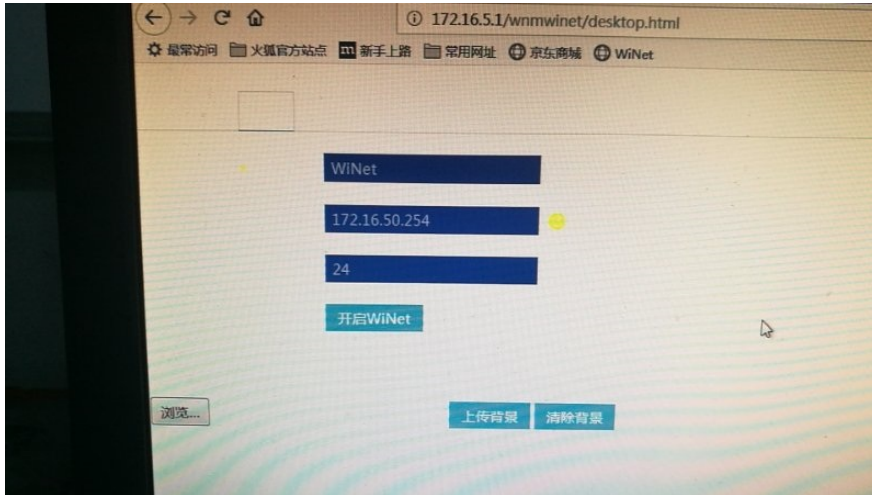 172.16.5.1/wnmwinet/desktop.html
最常访问 火狐官方站点 新手上路 常用网址 京东商城 WiNet
WiNet
172.16.50.254
24
开启WiNet
浏览... 上传背景 清除背景